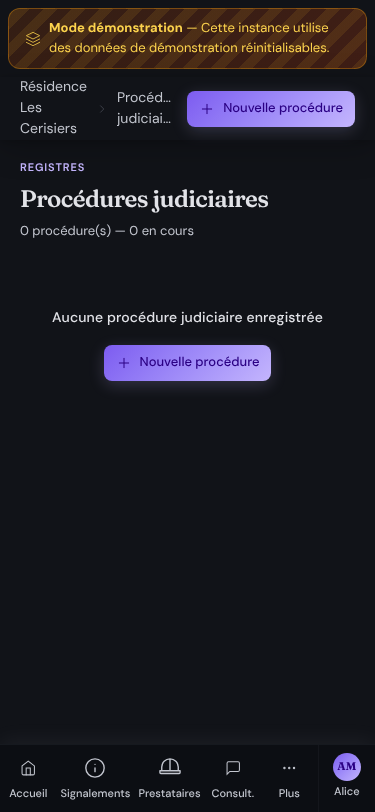 Mode démonstration — Cette instance utilise
des données de démonstration réinitialisables.
Résidence
Les
Cerisiers
Procéd...
judiciai...
Nouvelle procédure
REGISTRES
Procédures judiciaires
0 procédure(s) — 0 en cours
Aucune procédure judiciaire enregistrée
Nouvelle procédure
Accueil
Signalements
Prestataires
Consult.
Plus
AM
Alice